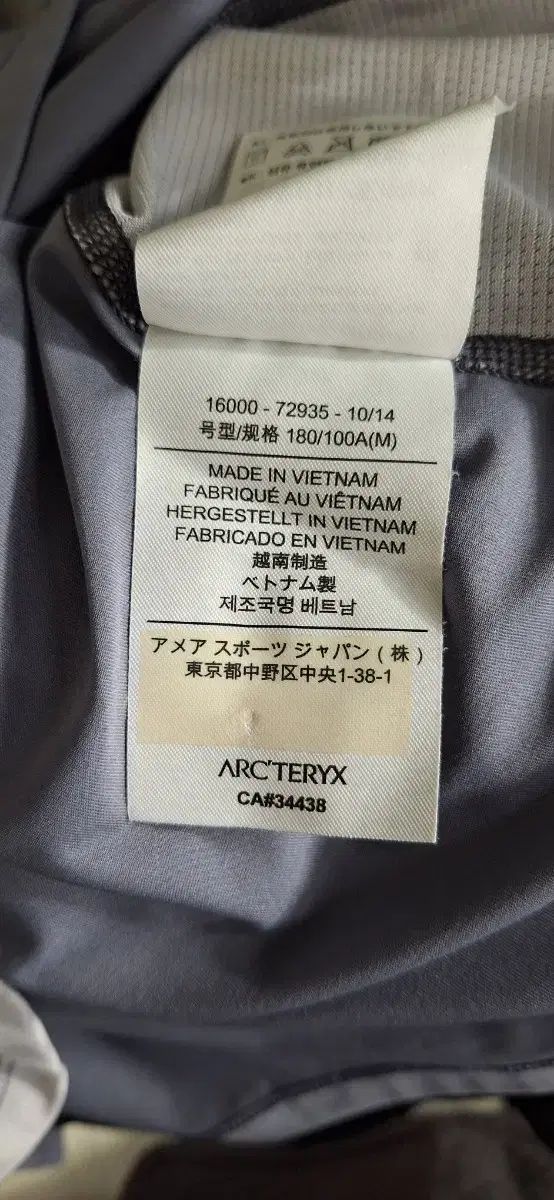 16000 - 72935 - 10/14
号型/规格 180/100A(M)
MADE IN VIETNAM
FABRIQUÉ AU VIÊTNAM
HERGESTELLT IN VIETNAM
FABRICADO EN VIETNAM
越南制造
ベトナム製
제조국명 베트남
アメア スポーツ ジャパン ( 株 )
東京都中野区中央1-38-1
ARC'TERYX
CA#34438